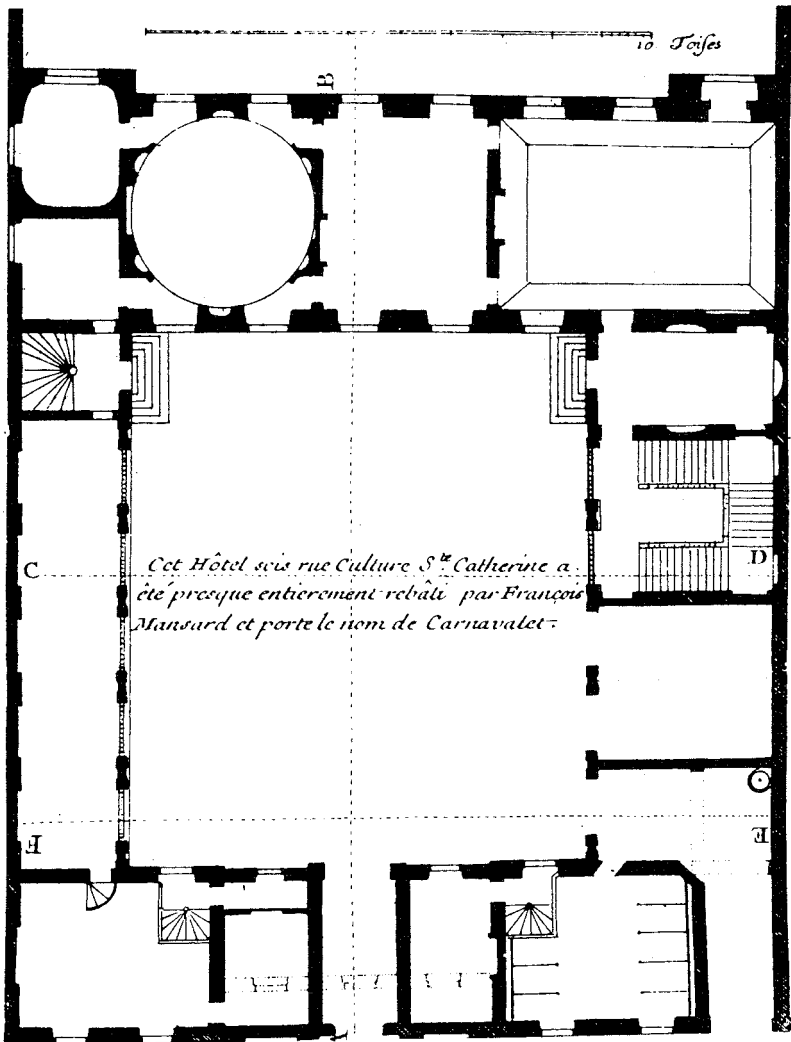 10 Toises
B
Cet Hôtel scis rue Culture S.te Catherine a
été presque entierement rebâti par François
Mansard et porte le nom de Carnavalet.
C
D
E
E